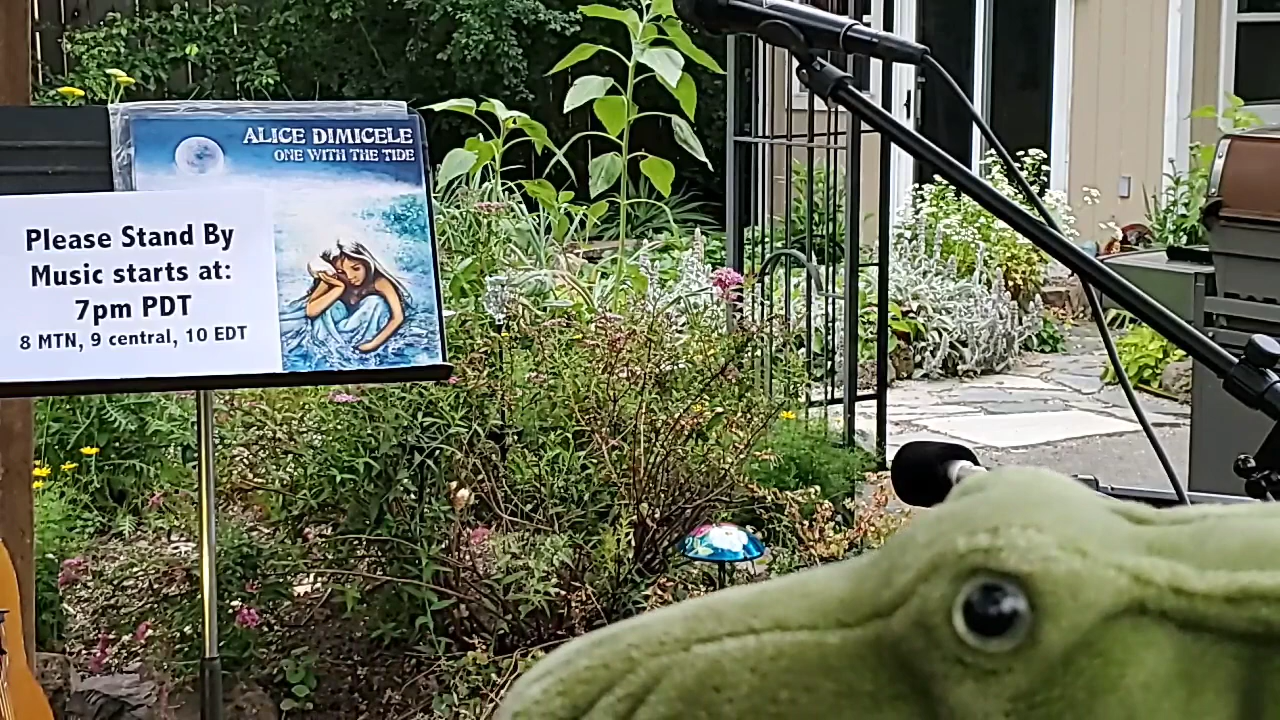 ALICE DIMICELE
ONE WITH THE TIDE
Please Stand By
Music starts at:
7pm PDT
8 MTN, 9 central, 10 EDT